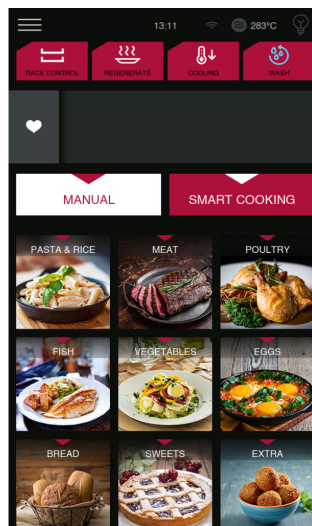 13:11
283°C
RACK CONTROL
REGENERATE
COOLING
WASH
MANUAL
SMART COOKING
PASTA & RICE
MEAT
POULTRY
FISH
VEGETABLES
EGGS
BREAD
SWEETS
EXTRA